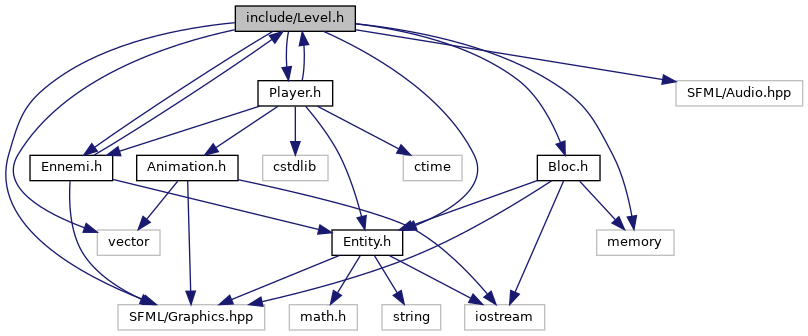 include/Level.h
Player.h
SFML/Audio.hpp
Ennemi.h
Animation.h
cstdlib
ctime
Bloc.h
vector
Entity.h
memory
SFML/Graphics.hpp
math.h
string
iostream